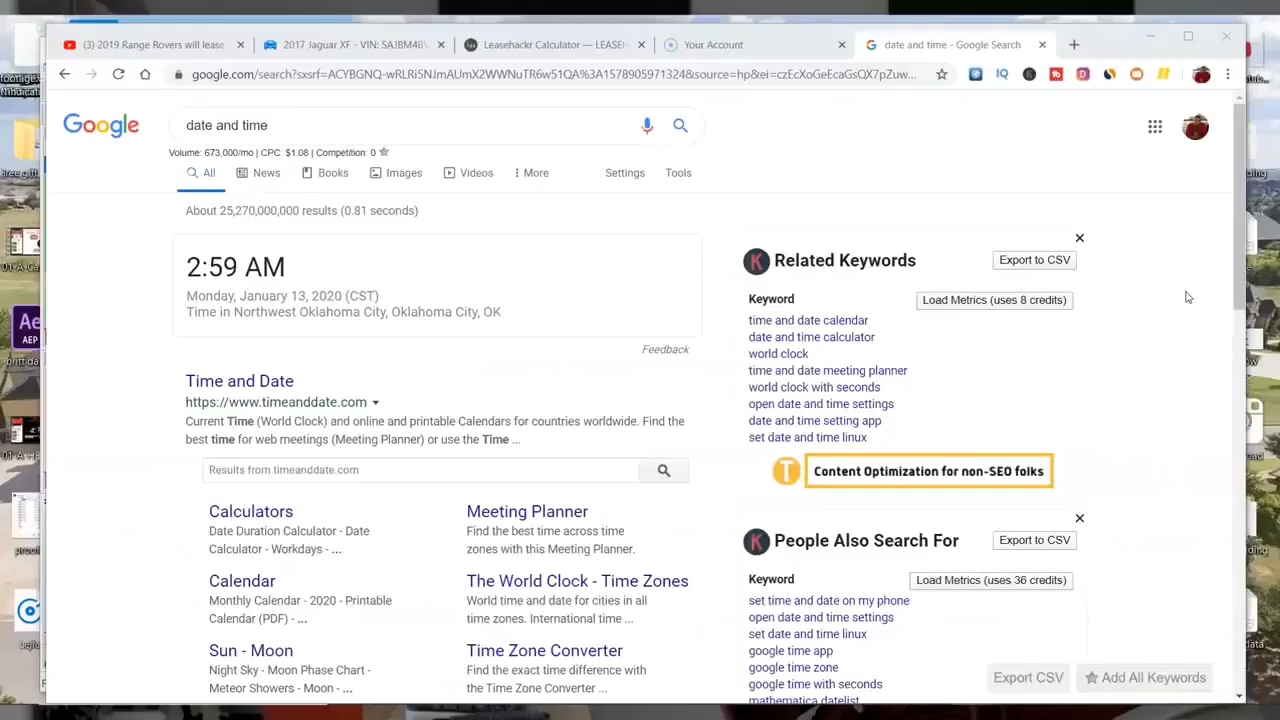 (3) 2019 Range Rovers will lease
2017 Jaguar XF - VIN: SAJBM4BV
Leasehackr Calculator — LEASEH
Your Account
date and time - Google Search
google.com/search?sxsrf=ACYBGNQ-wRLRi5NJmAUmX2WWNuTR6w51QA%3A1578905971324&source=hp&ei=czEcXoGeEcaGsQX7pZuw...
Google
date and time
Volume: 673,000/mo | CPC: $1.08 | Competition: 0
All
News
Books
Images
Videos
More
Settings
Tools
About 25,270,000,000 results (0.81 seconds)
2:59 AM
Monday, January 13, 2020 (CST)
Time in Northwest Oklahoma City, Oklahoma City, OK
Feedback
Time and Date
https://www.timeanddate.com
Current Time (World Clock) and online and printable Calendars for countries worldwide. Find the
best time for web meetings (Meeting Planner) or use the Time ...
Results from timeanddate.com
Calculators
Date Duration Calculator - Date
Calculator - Workdays - ...
Meeting Planner
Find the best time across time
zones with this Meeting Planner.
Calendar
Monthly Calendar - 2020 - Printable
Calendar (PDF) - ...
The World Clock - Time Zones
World time and date for cities in all
time zones. International time ...
Sun - Moon
Night Sky - Moon Phase Chart -
Meteor Showers - Moon - ...
Time Zone Converter
Find the exact time difference with
the Time Zone Converter ...
Related Keywords
Export to CSV
Keyword
Load Metrics (uses 8 credits)
time and date calendar
date and time calculator
world clock
time and date meeting planner
world clock with seconds
open date and time settings
date and time setting app
set date and time linux
T
Content Optimization for non-SEO folks
People Also Search For
Export to CSV
Keyword
Load Metrics (uses 36 credits)
set time and date on my phone
open date and time settings
set date and time linux
google time app
google time zone
google time with seconds
mathematica datelist
Export CSV
Add All Keywords
Ae
AEP